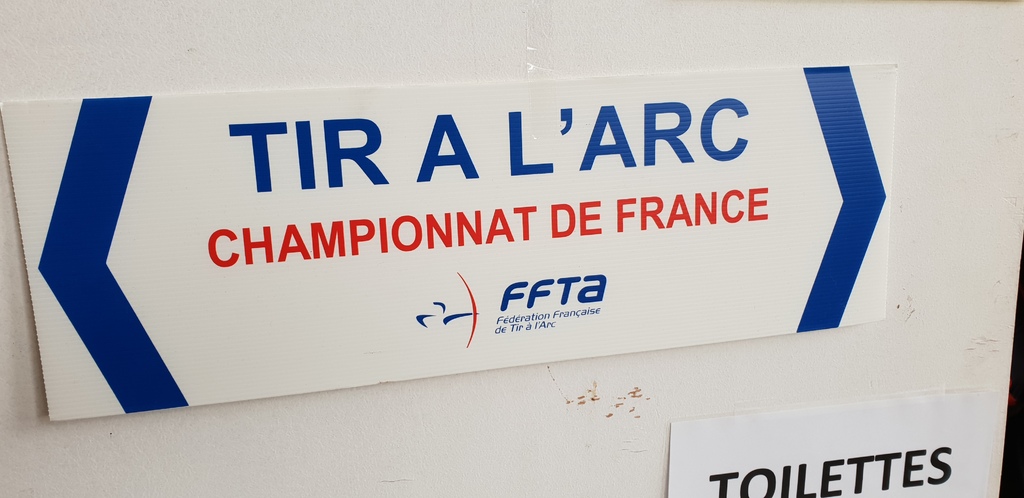 TIR A L'ARC
CHAMPIONNAT DE FRANCE
FFTa
Fédération Française
de Tir à l'Arc
TOILETTES